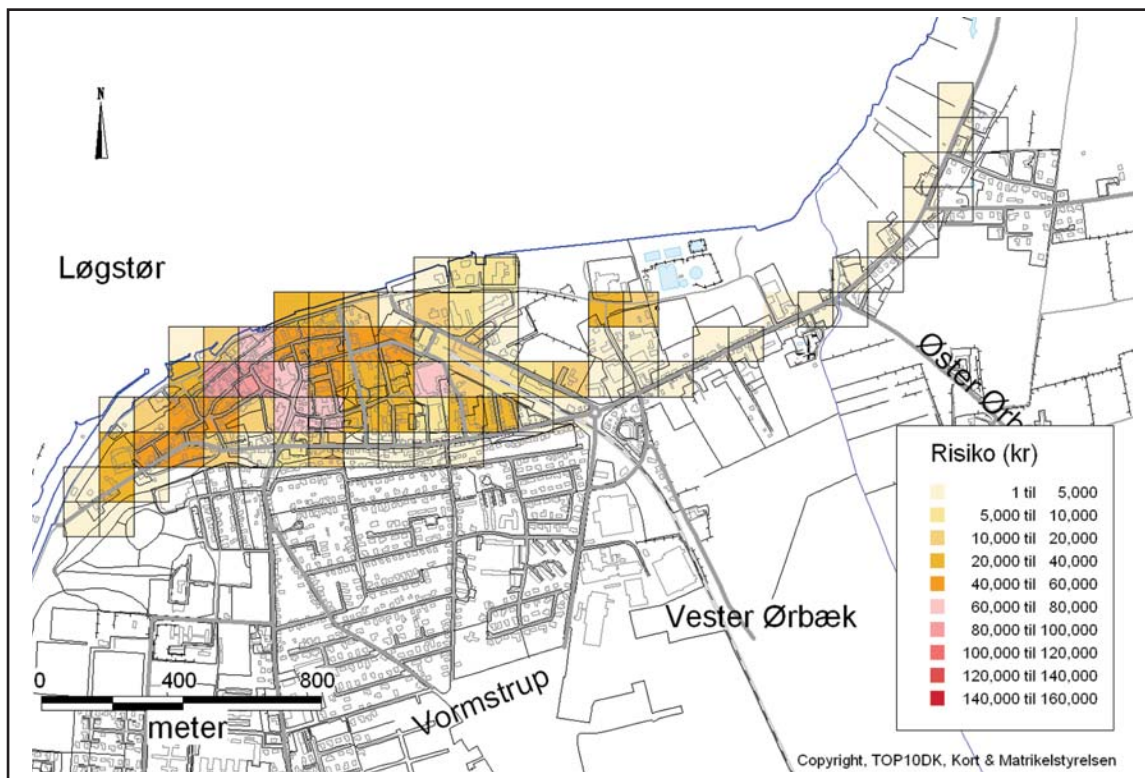 N
Løgstør
Øster Ørb
Risiko (kr)
1 til 5,000
5,000 til 10,000
10,000 til 20,000
20,000 til 40,000
40,000 til 60,000
60,000 til 80,000
80,000 til 100,000
100,000 til 120,000
120,000 til 140,000
140,000 til 160,000
Vester Ørbæk
Vormstrup
0 400 800
meter
Copyright, TOP10DK, Kort & Matrikelstyrelsen